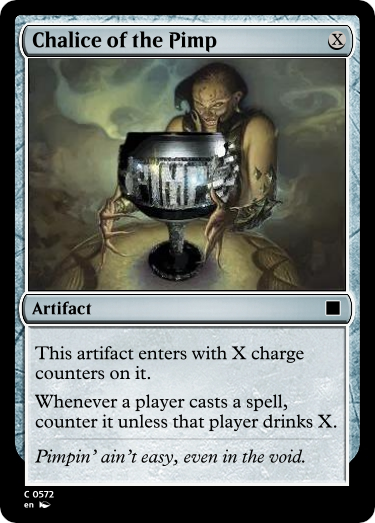 Chalice of the Pimp
X
Artifact
This artifact enters with X charge
counters on it.
Whenever a player casts a spell,
counter it unless that player drinks X.
Pimpin' ain't easy, even in the void.
C 0572
en